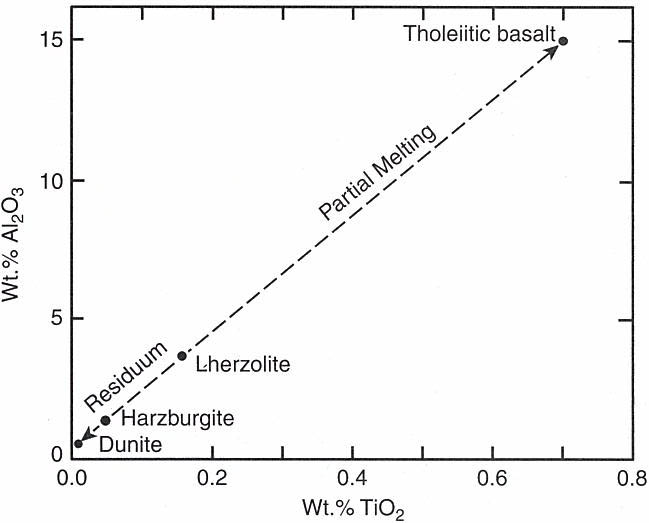 15
Tholeiitic basalt
Partial Melting
10
Wt.% Al₂O₃
5
Residuum
Lherzolite
Harzburgite
Dunite
0
0.0 0.2 0.4 0.6 0.8
Wt.% TiO₂